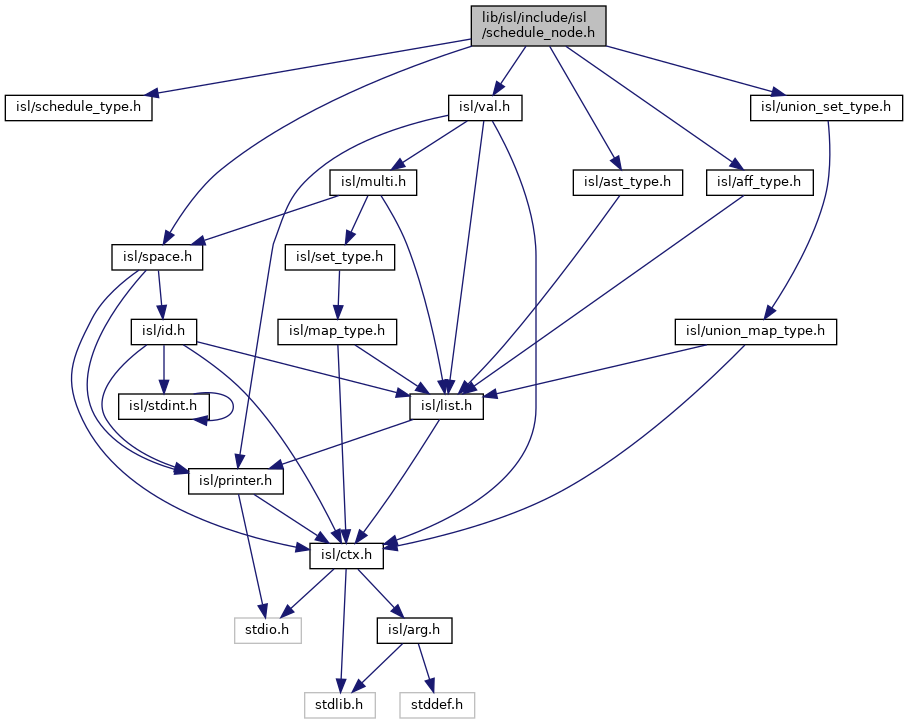 lib/isl/include/isl
/schedule_node.h
isl/schedule_type.h
isl/val.h
isl/union_set_type.h
isl/multi.h
isl/ast_type.h
isl/aff_type.h
isl/space.h
isl/set_type.h
isl/id.h
isl/map_type.h
isl/union_map_type.h
isl/stdint.h
isl/list.h
isl/printer.h
isl/ctx.h
stdio.h
isl/arg.h
stdlib.h
stddef.h